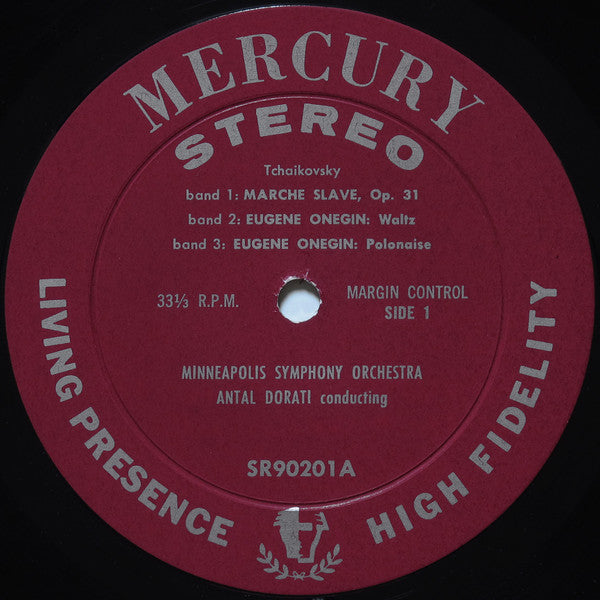 MERCURY
STEREO
Tchaikovsky
band 1: MARCHE SLAVE, Op. 31
band 2: EUGENE ONEGIN: Waltz
band 3: EUGENE ONEGIN: Polonaise
33⅓ R.P.M.
MARGIN CONTROL
SIDE 1
MINNEAPOLIS SYMPHONY ORCHESTRA
ANTAL DORATI conducting
SR90201A
LIVING PRESENCE
HIGH FIDELITY